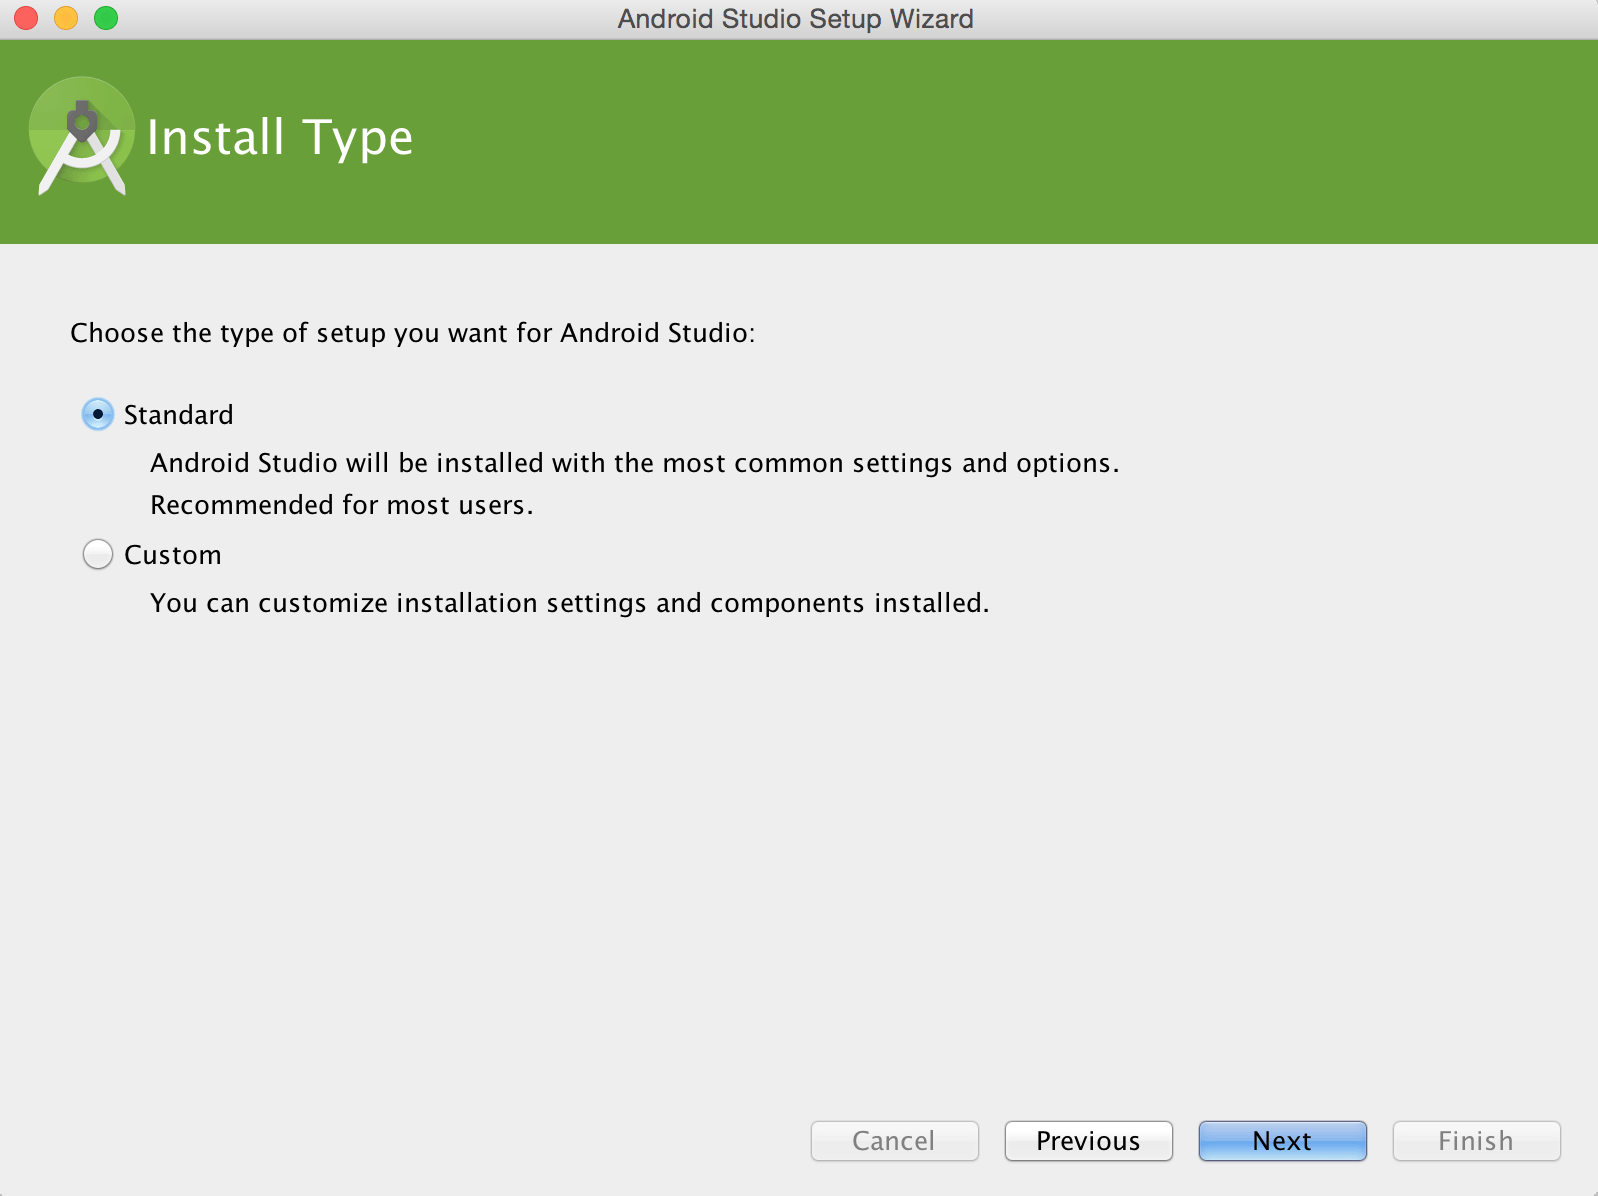 Android Studio Setup Wizard
Install Type
Choose the type of setup you want for Android Studio:
Standard
Android Studio will be installed with the most common settings and options.
Recommended for most users.
Custom
You can customize installation settings and components installed.
Cancel
Previous
Next
Finish